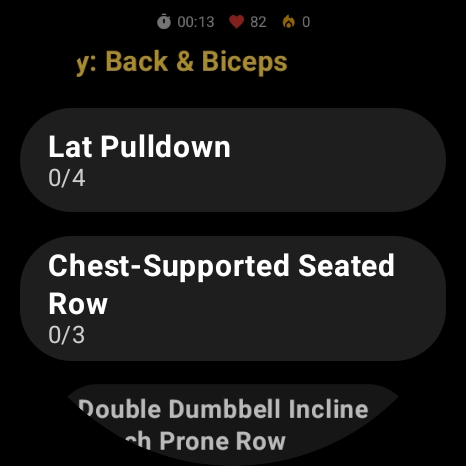 00:13 82 0
y: Back & Biceps
Lat Pulldown
0/4
Chest-Supported Seated
Row
0/3
Double Dumbbell Incline
ch Prone Row